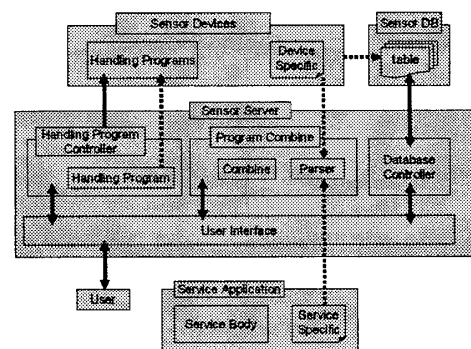 Sensor Devices
Sensor DB
Handling Programs
Device
Specific
table
Sensor Server
Handling Program
Controller
Program Combine
Handling Program
Combine
Parser
Database
Controller
User Interface
User
Service Application
Service Body
Service
Specific